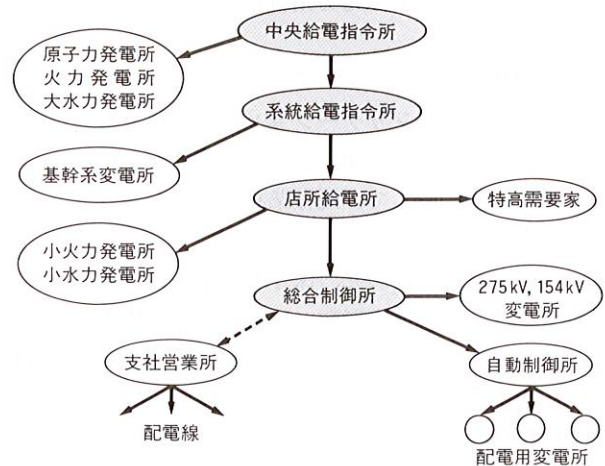 中央給電指令所
原子力発電所
火力発電所
大水力発電所
系統給電指令所
基幹系変電所
店所給電所
特高需要家
小火力発電所
小水力発電所
総合制御所
275kV, 154kV
変電所
支社営業所
自動制御所
配電線
配電用変電所